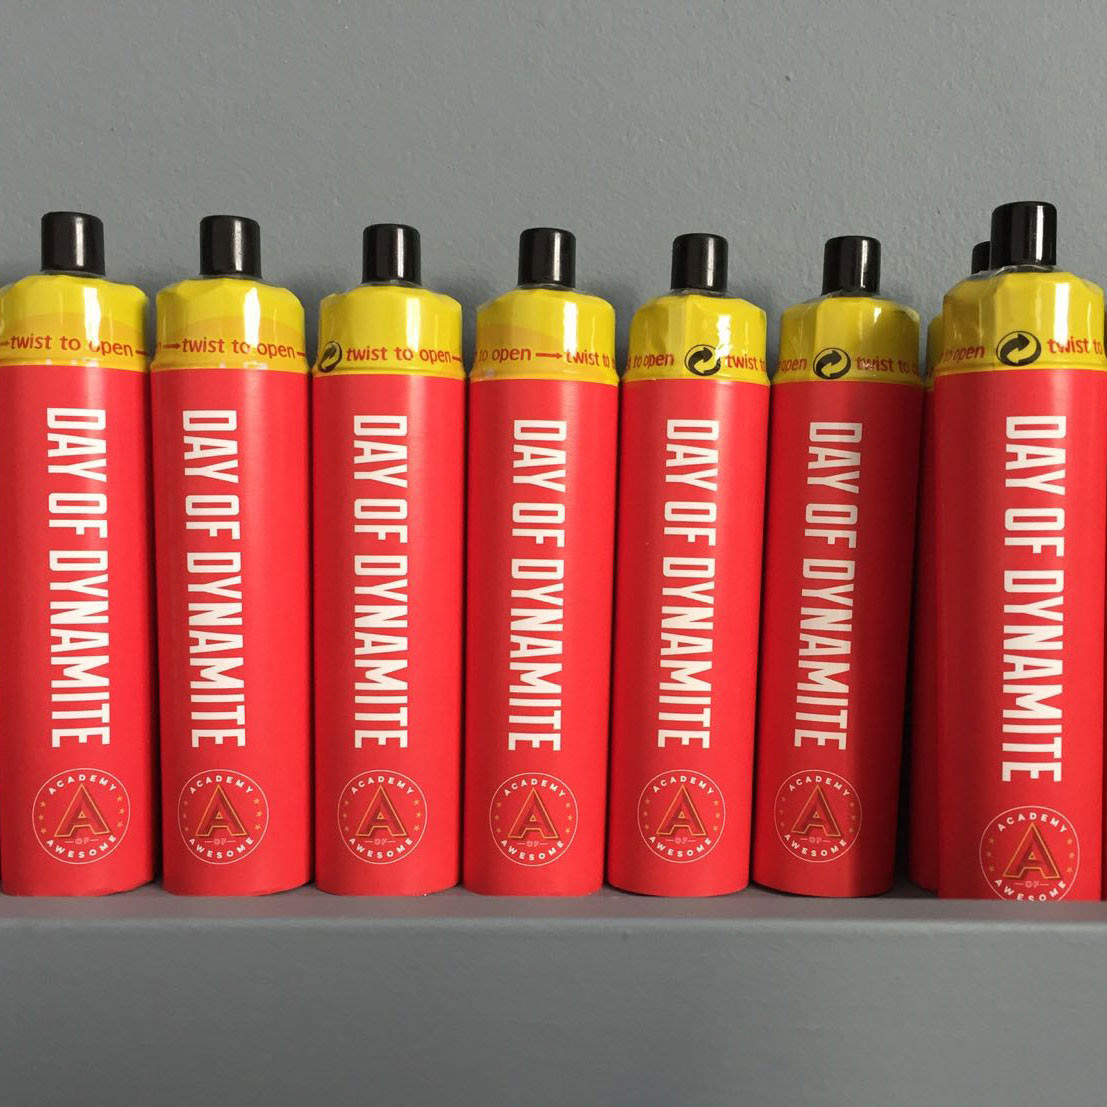 twist to open
DAY OF DYNAMITE
ACADEMY
A
OF
AWESOME
twist to open
DAY OF DYNAMITE
ACADEMY
A
OF
AWESOME
twist to open
DAY OF DYNAMITE
ACADEMY
A
OF
AWESOME
to open twist to
DAY OF DYNAMITE
ACADEMY
A
OF
AWESOME
to open twist to
DAY OF DYNAMITE
ACADEMY
A
OF
AWESOME
open twist to
DAY OF DYNAMITE
ACADEMY
A
OF
AWESOME
to open twist to
DAY OF DYNAMITE
ACADEMY
A
OF
AWESOME